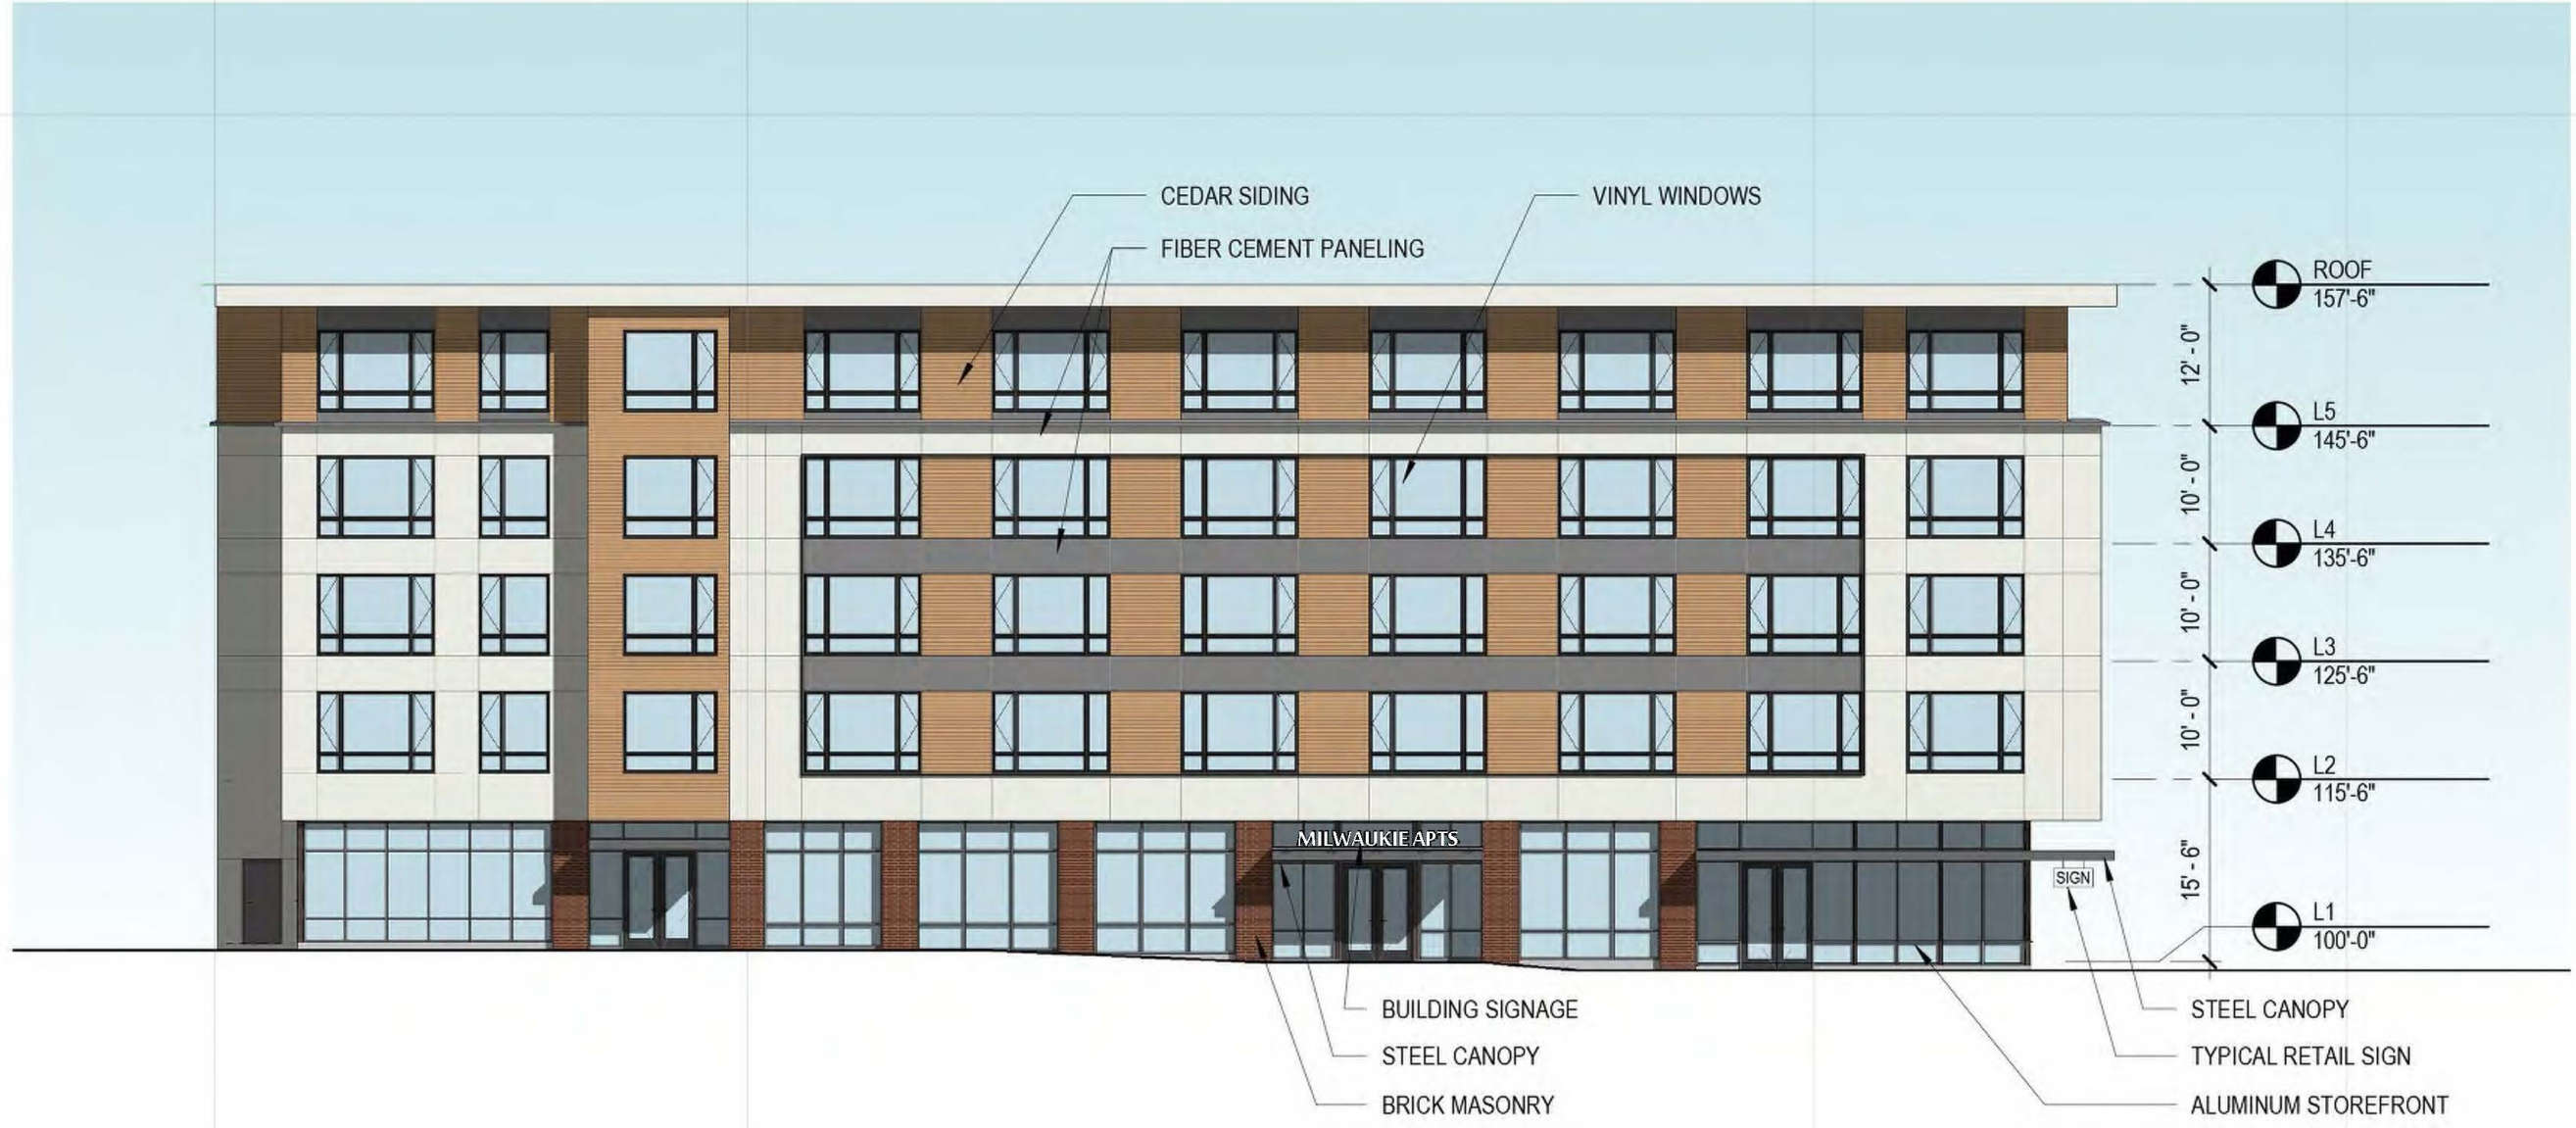 CEDAR SIDING
VINYL WINDOWS
FIBER CEMENT PANELING
ROOF
157'-6"
12' - 0"
L5
145'-6"
10' - 0"
L4
135'-6"
10' - 0"
L3
125'-6"
10' - 0"
L2
115'-6"
MILWAUKIE APTS
15' - 6"
SIGN
L1
100'-0"
BUILDING SIGNAGE
STEEL CANOPY
STEEL CANOPY
TYPICAL RETAIL SIGN
BRICK MASONRY
ALUMINUM STOREFRONT